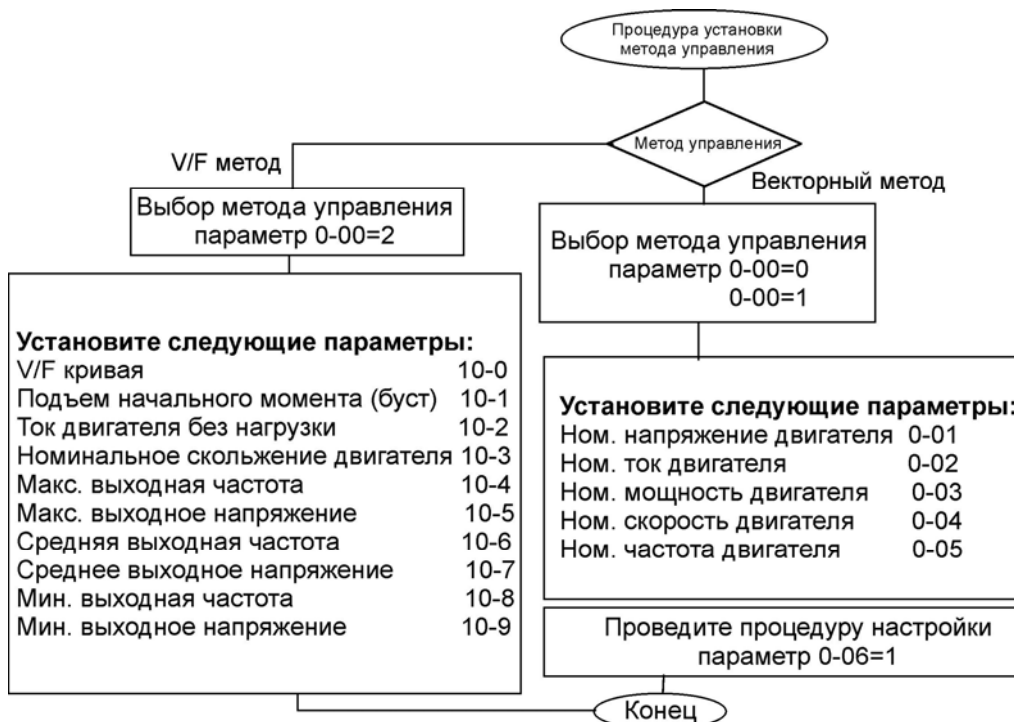 Процедура установки
метода управления
Метод управления
V/F метод
Векторный метод
Выбор метода управления
параметр 0-00=2
Выбор метода управления
параметр 0-00=0
0-00=1
Установите следующие параметры:
V/F кривая 10-0
Подъем начального момента (буст) 10-1
Ток двигателя без нагрузки 10-2
Номинальное скольжение двигателя 10-3
Макс. выходная частота 10-4
Макс. выходное напряжение 10-5
Средняя выходная частота 10-6
Среднее выходное напряжение 10-7
Мин. выходная частота 10-8
Мин. выходное напряжение 10-9
Установите следующие параметры:
Ном. напряжение двигателя 0-01
Ном. ток двигателя 0-02
Ном. мощность двигателя 0-03
Ном. скорость двигателя 0-04
Ном. частота двигателя 0-05
Проведите процедуру настройки
параметр 0-06=1
Конец